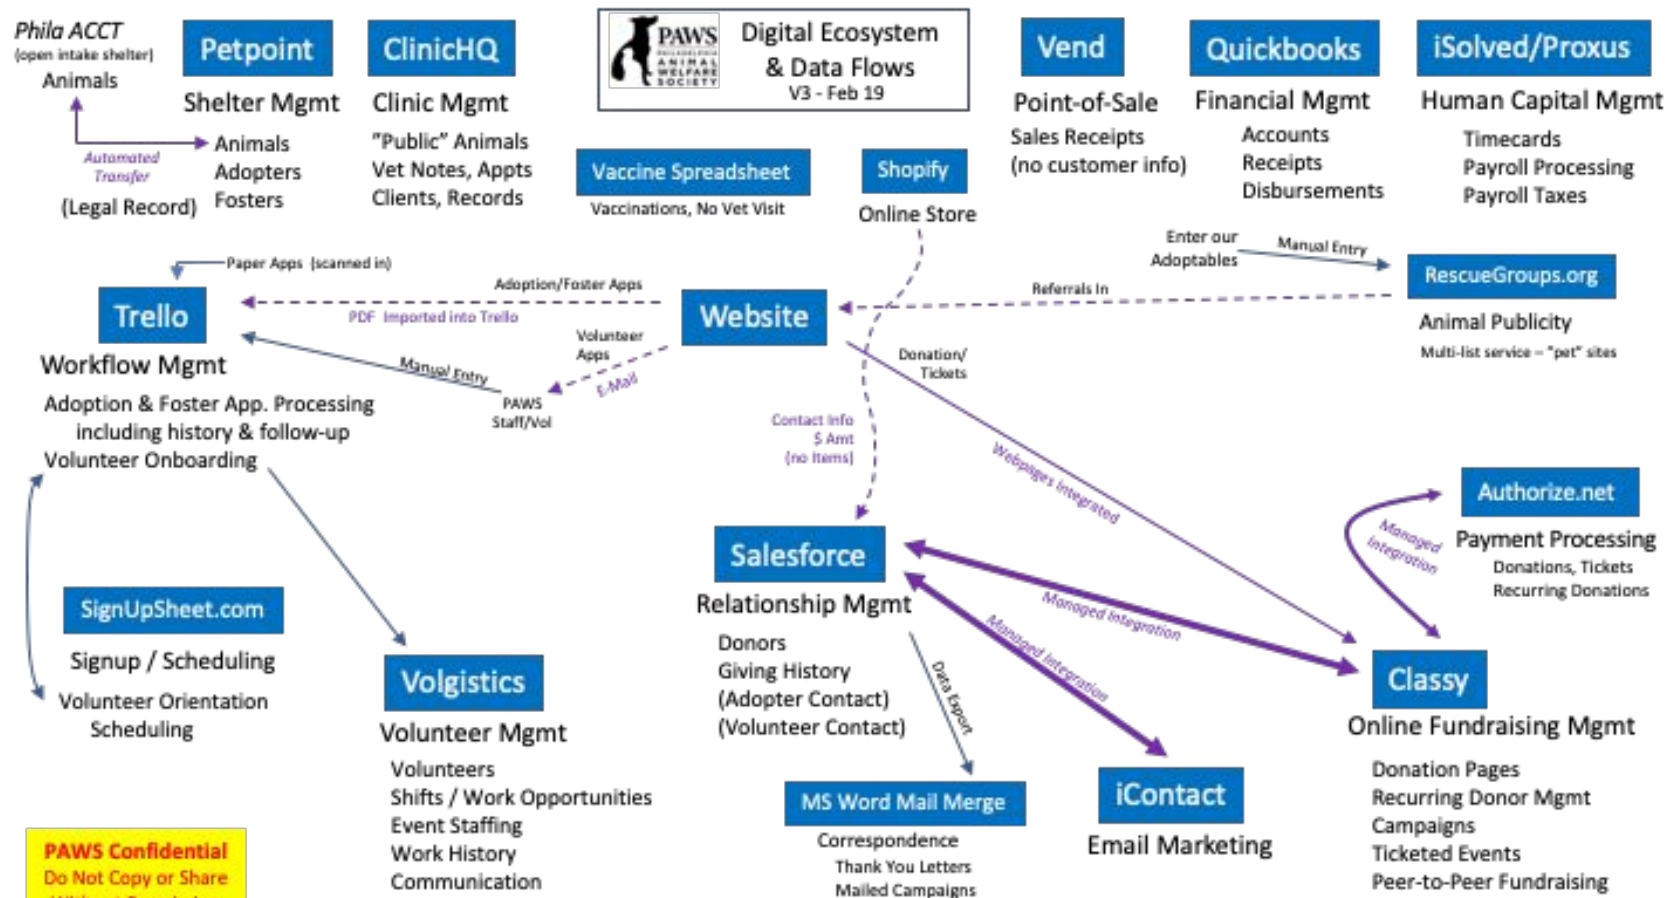 Phila ACCT
(open intake shelter)
Animals
Automated
Transfer
(Legal Record)
Petpoint
Shelter Mgmt
Animals
Adopters
Fosters
ClinicHQ
Clinic Mgmt
"Public" Animals
Vet Notes, Appts
Clients, Records
PAWS
PHILADELPHIA
ANIMAL
WELFARE
SOCIETY
Digital Ecosystem
& Data Flows
V3 - Feb 19
Vaccine Spreadsheet
Vaccinations, No Vet Visit
Shopify
Online Store
Vend
Point-of-Sale
Sales Receipts
(no customer info)
Quickbooks
Financial Mgmt
Accounts
Receipts
Disbursements
iSolved/Proxus
Human Capital Mgmt
Timecards
Payroll Processing
Payroll Taxes
Enter our
Adoptables
Manual Entry
RescueGroups.org
Animal Publicity
Multi-list service – "pet" sites
Referrals In
Paper Apps (scanned in)
Trello
Workflow Mgmt
Adoption & Foster App. Processing
including history & follow-up
Volunteer Onboarding
Adoption/Foster Apps
PDF Imported into Trello
Website
Volunteer
Apps
E-Mail
Manual Entry
PAWS
Staff/Vol
Donation/
Tickets
Contact Info
$ Amt
(no Items)
Webpages Integrated
Authorize.net
Managed
Integration
Payment Processing
Donations, Tickets
Recurring Donations
Salesforce
Relationship Mgmt
Donors
Giving History
(Adopter Contact)
(Volunteer Contact)
Managed Integration
Managed Integration
Data Export
SignUpSheet.com
Signup / Scheduling
Volunteer Orientation
Scheduling
Volgistics
Volunteer Mgmt
Volunteers
Shifts / Work Opportunities
Event Staffing
Work History
Communication
MS Word Mail Merge
Correspondence
Thank You Letters
Mailed Campaigns
iContact
Email Marketing
Classy
Online Fundraising Mgmt
Donation Pages
Recurring Donor Mgmt
Campaigns
Ticketed Events
Peer-to-Peer Fundraising
PAWS Confidential
Do Not Copy or Share